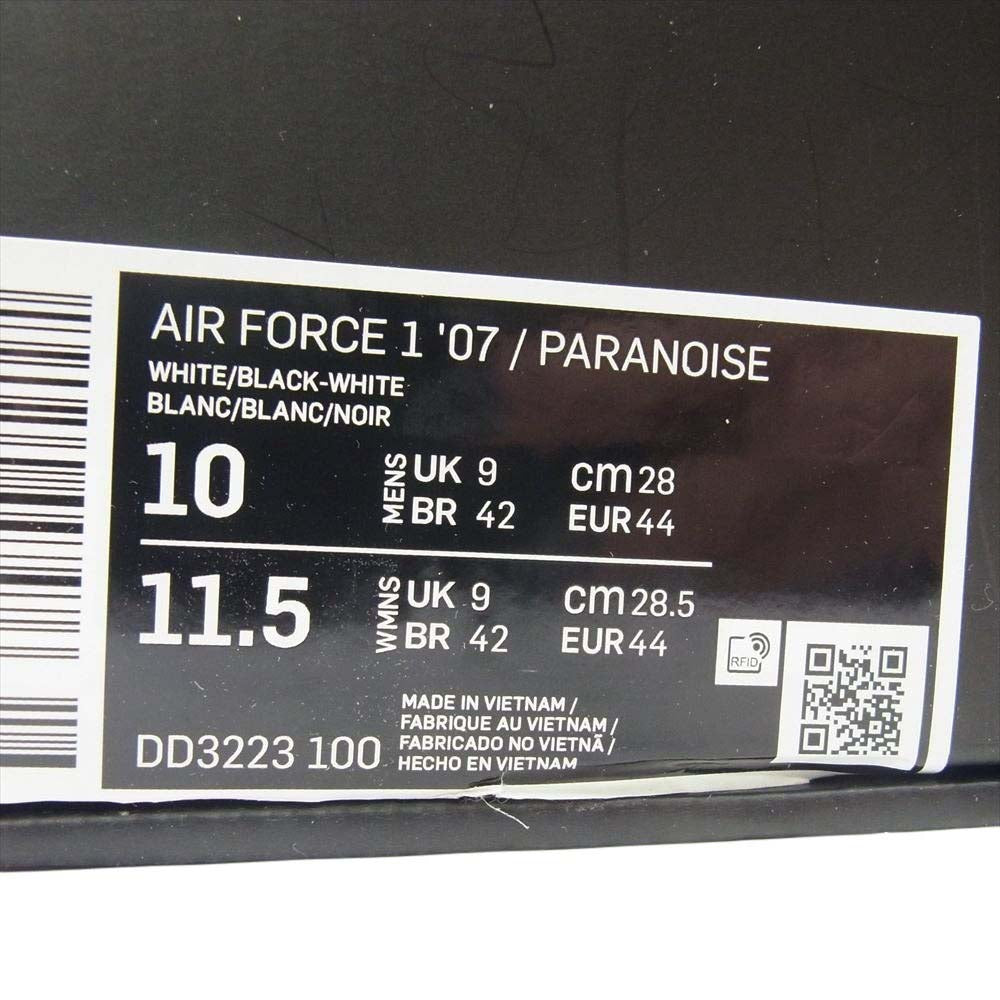 AIR FORCE 1 '07 / PARANOISE
WHITE/BLACK-WHITE
BLANC/BLANC/NOIR
10 MENS UK 9 cm 28
BR 42 EUR 44
11.5 WMNS UK 9 cm 28.5
BR 42 EUR 44
RFID
MADE IN VIETNAM /
FABRIQUE AU VIETNAM /
FABRICADO NO VIETNÃ /
HECHO EN VIETNAM
DD3223 100